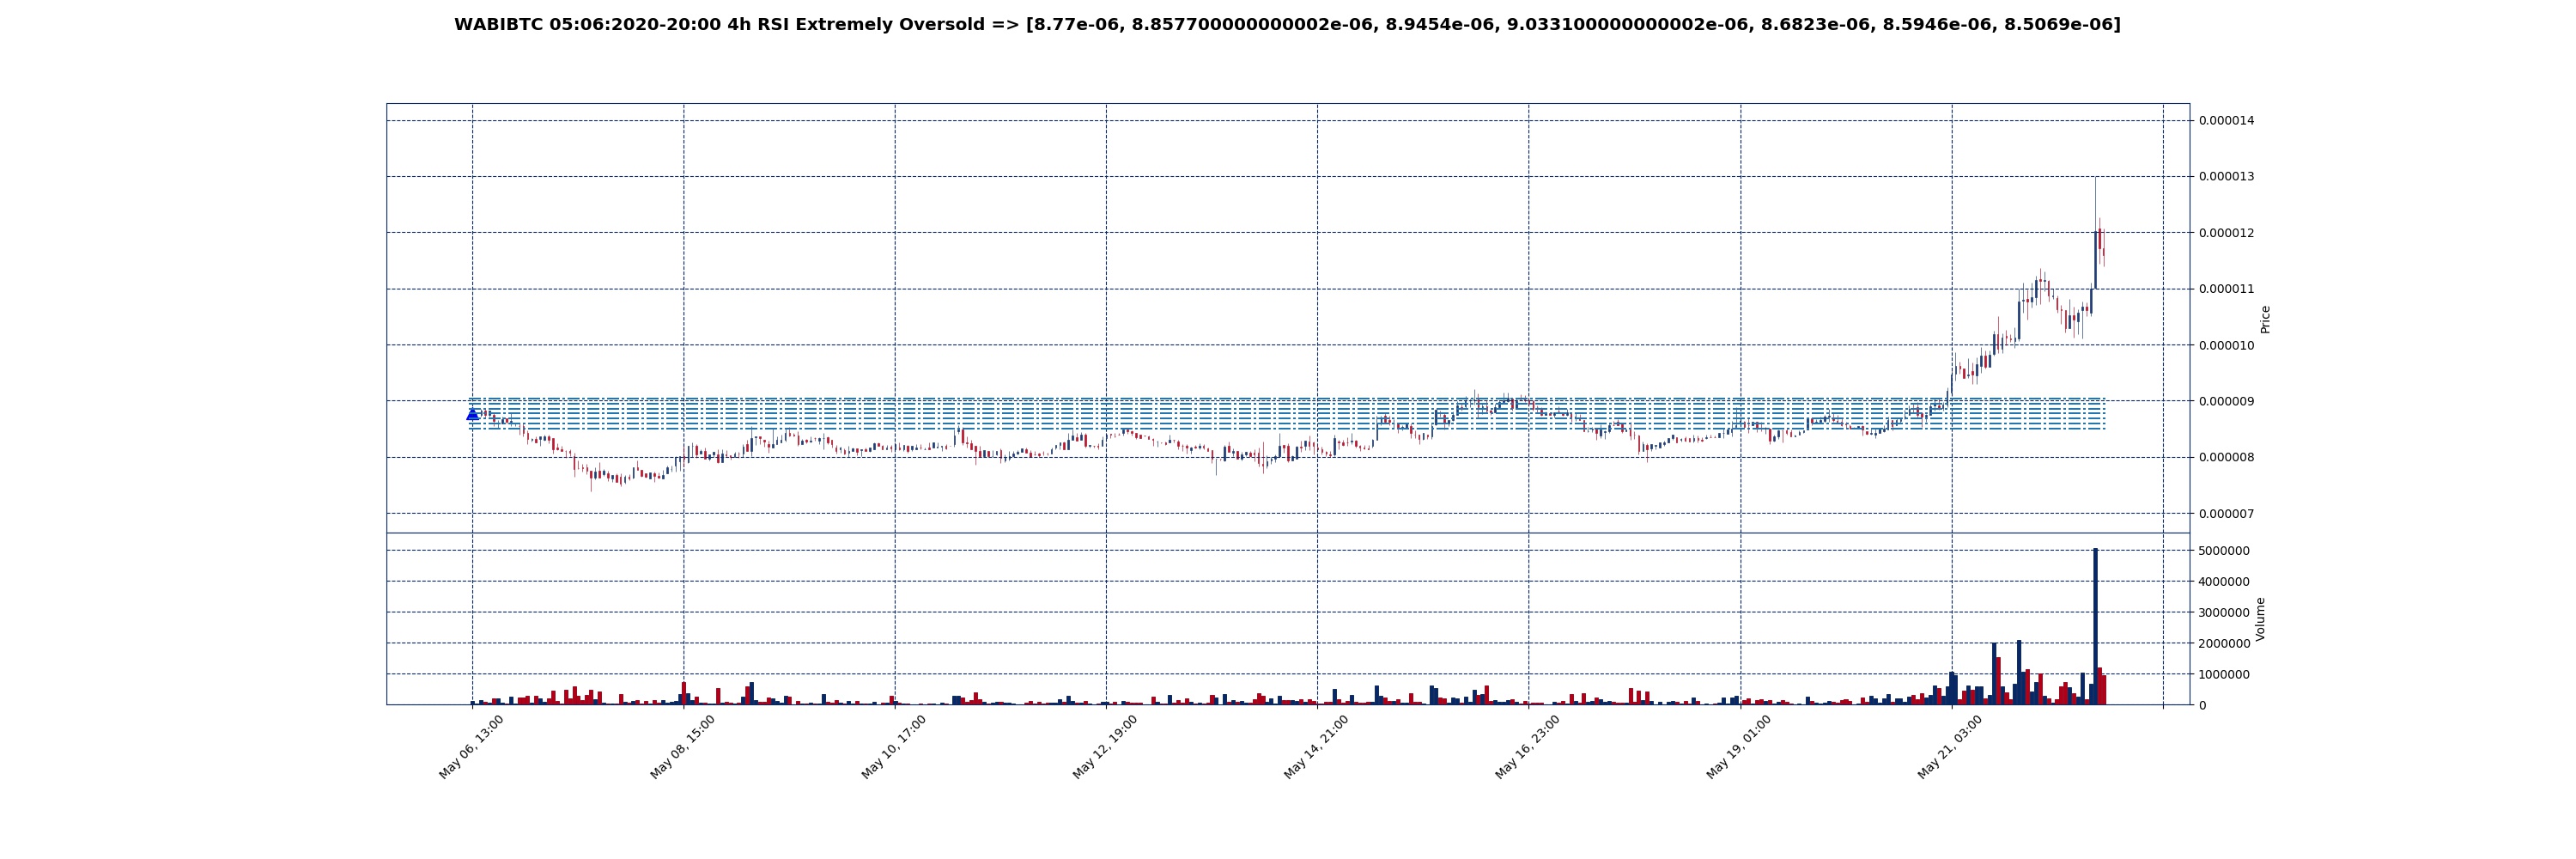 WABIBTC 05:06:2020-20:00 4h RSI Extremely Oversold => [8.77e-06, 8.857700000000002e-06, 8.9454e-06, 9.033100000000002e-06, 8.6823e-06, 8.5946e-06, 8.5069e-06]
0.000014
0.000013
0.000012
0.000011
Price
0.000010
0.000009
0.000008
0.000007
5000000
4000000
3000000
Volume
2000000
1000000
0
May 06, 13:00
May 08, 15:00
May 10, 17:00
May 12, 19:00
May 14, 21:00
May 16, 23:00
May 19, 01:00
May 21, 03:00